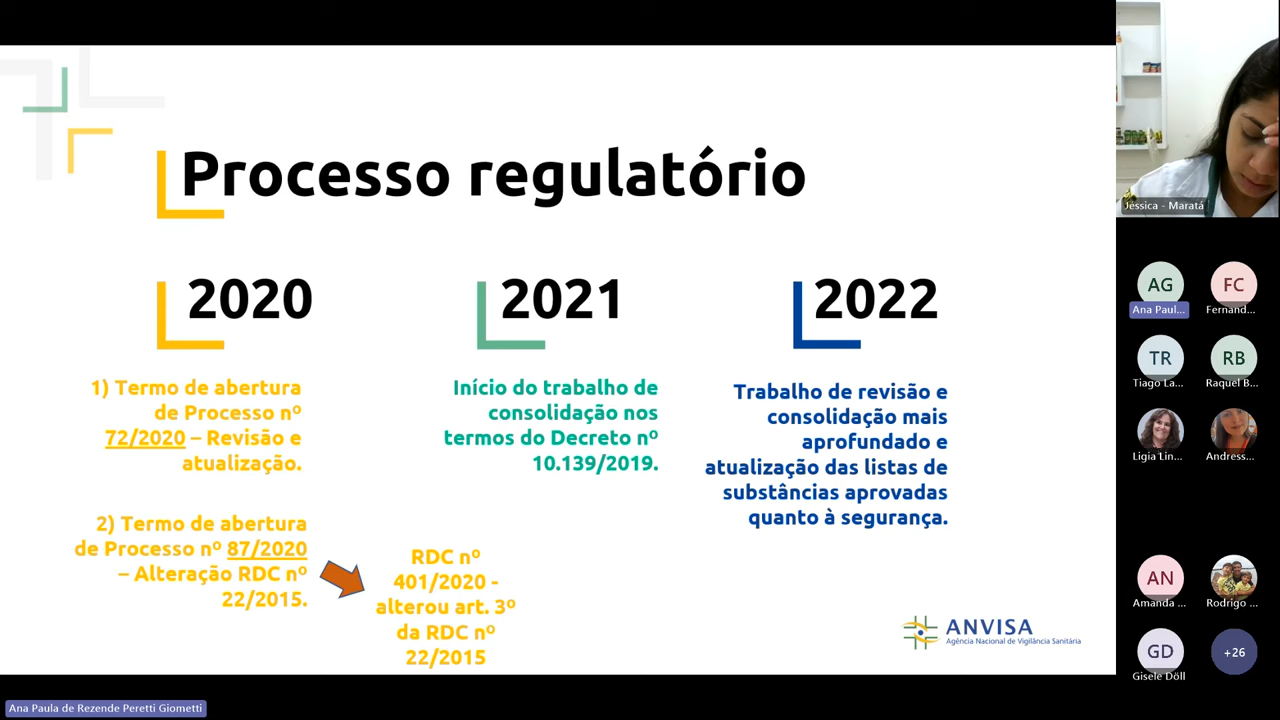 Processo regulatório
2020
1) Termo de abertura
de Processo nº
72/2020 – Revisão e
atualização.
2) Termo de abertura
de Processo nº 87/2020
– Alteração RDC nº
22/2015.
RDC nº
401/2020 -
alterou art. 3º
da RDC nº
22/2015
2021
Início do trabalho de
consolidação nos
termos do Decreto nº
10.139/2019.
2022
Trabalho de revisão e
consolidação mais
aprofundado e
atualização das listas de
substâncias aprovadas
quanto à segurança.
ANVISA
Agência Nacional de Vigilância Sanitária
Jéssica - Maratá
AG
Ana Paul...
FC
Fernand...
TR
Tiago La...
RB
Raquel B...
Ligia Lin...
Andress...
AN
Amanda ...
Rodrigo ...
GD
Gisele Döll
+26
Ana Paula de Rezende Peretti Giometti